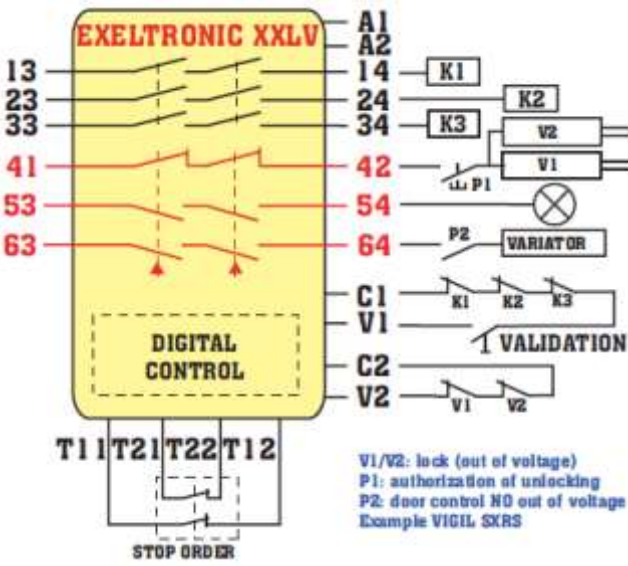 EXELTRONIC XXLV
A1
A2
13 14 K1
23 24 K2
33 34 K3
V2
41 42 P1 V1
53 54
63 64 P2 VARIATOR
C1 K1 K2 K3
V1 VALIDATION
DIGITAL
CONTROL
C2
V2 V1 V2
T11 T21 T22 T12
STOP ORDER
V1/V2: lock (out of voltage)
P1: authorization of unlocking
P2: door control NO out of voltage
Example VIGIL SXRS